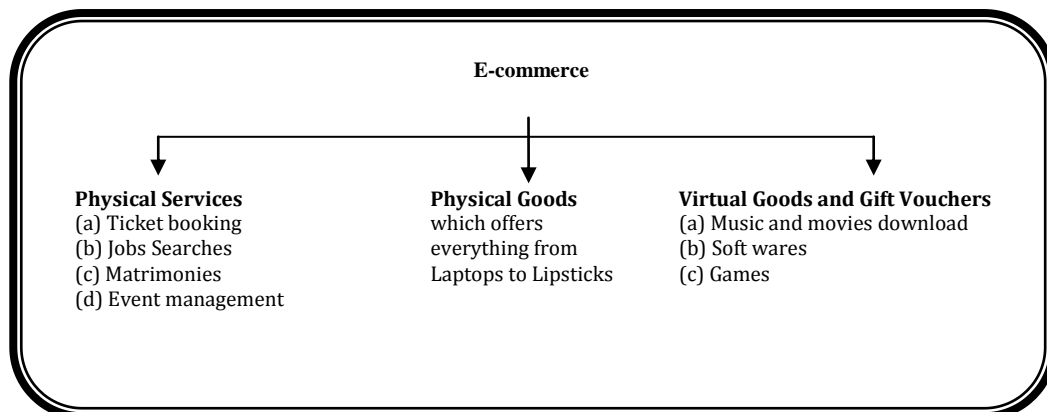 E-commerce
Physical Services
(a) Ticket booking
(b) Jobs Searches
(c) Matrimonies
(d) Event management
Physical Goods
which offers
everything from
Laptops to Lipsticks
Virtual Goods and Gift Vouchers
(a) Music and movies download
(b) Soft wares
(c) Games